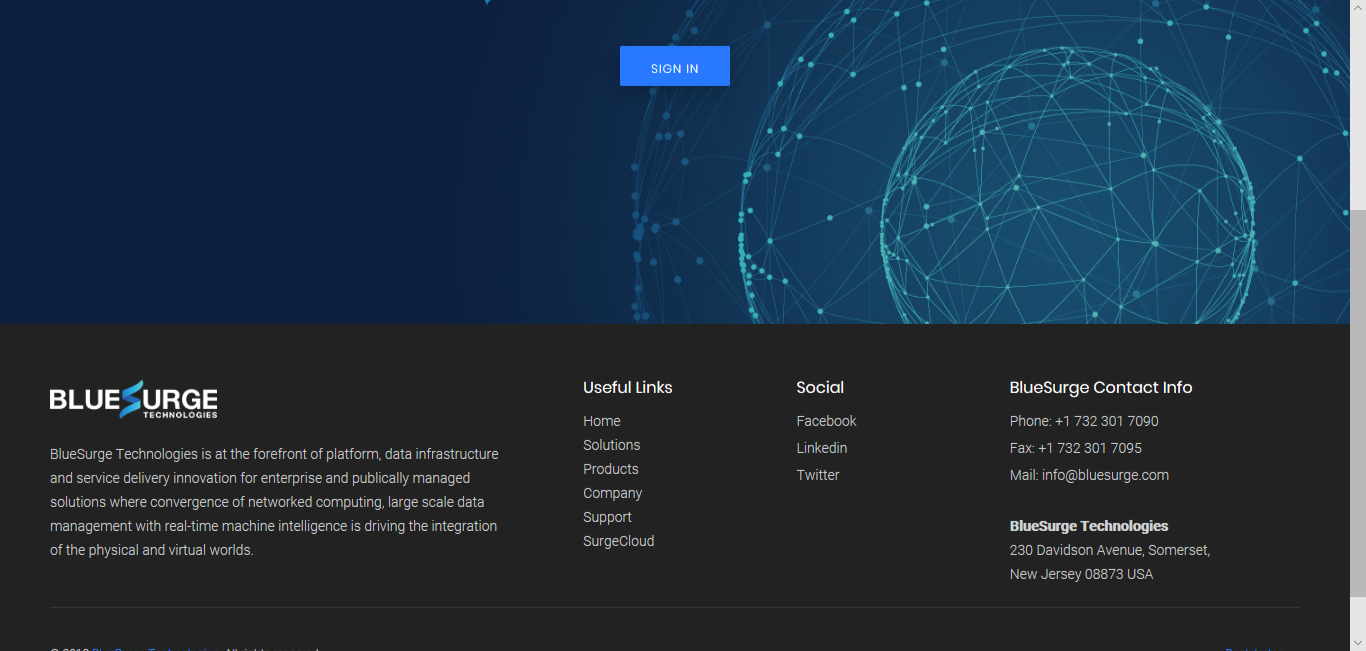 SIGN IN
BLUESURGE
TECHNOLOGIES
BlueSurge Technologies is at the forefront of platform, data infrastructure
and service delivery innovation for enterprise and publically managed
solutions where convergence of networked computing, large scale data
management with real-time machine intelligence is driving the integration
of the physical and virtual worlds.
Useful Links
Home
Solutions
Products
Company
Support
SurgeCloud
Social
Facebook
Linkedin
Twitter
BlueSurge Contact Info
Phone: +1 732 301 7090
Fax: +1 732 301 7095
Mail: info@bluesurge.com
BlueSurge Technologies
230 Davidson Avenue, Somerset,
New Jersey 08873 USA